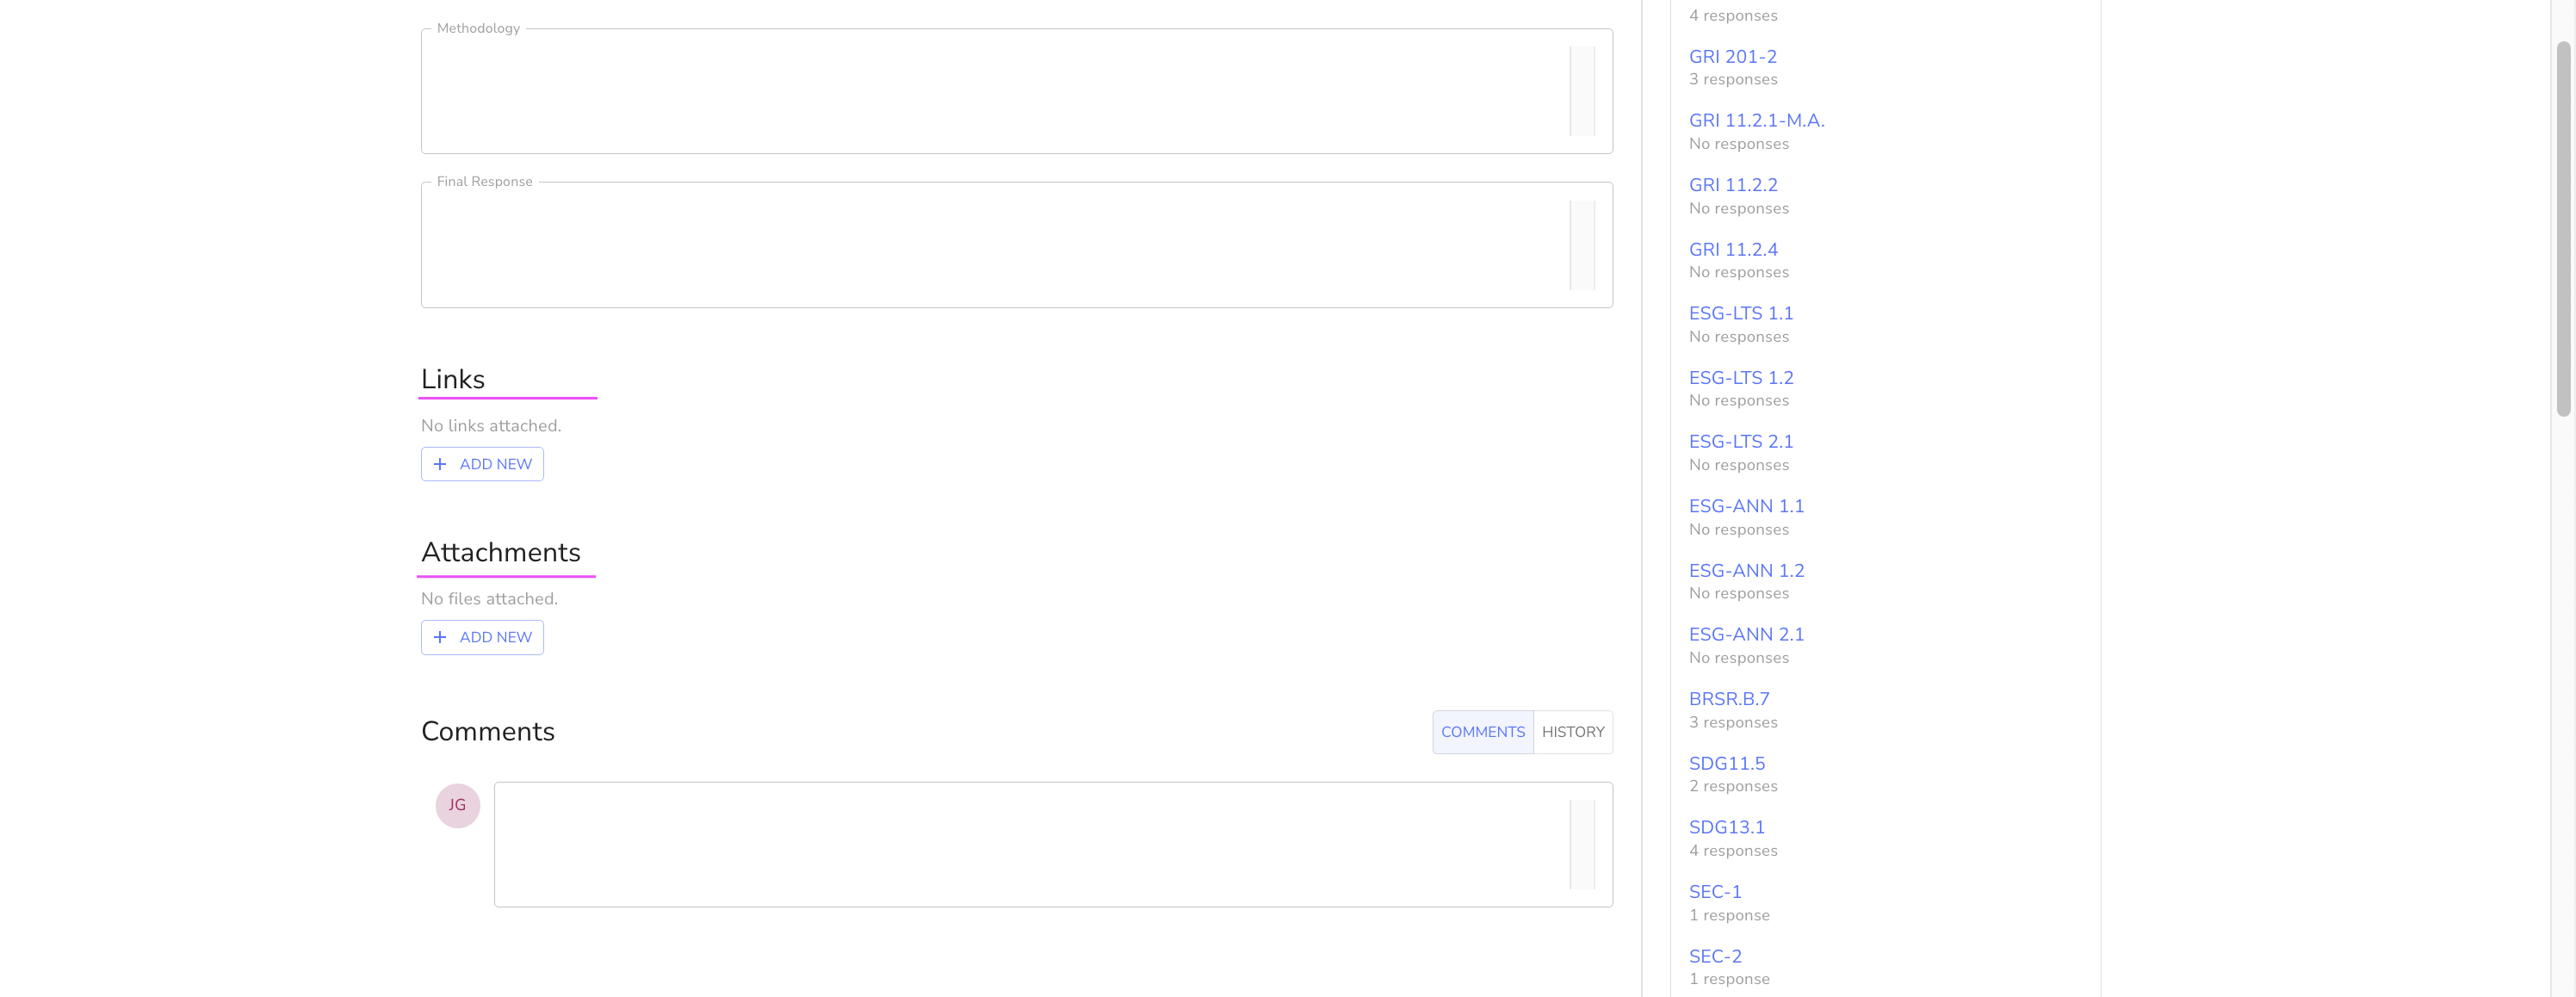 Methodology
Final Response
Links
No links attached.
+ ADD NEW
Attachments
No files attached.
+ ADD NEW
Comments
COMMENTS HISTORY
JG
4 responses
GRI 201-2
3 responses
GRI 11.2.1-M.A.
No responses
GRI 11.2.2
No responses
GRI 11.2.4
No responses
ESG-LTS 1.1
No responses
ESG-LTS 1.2
No responses
ESG-LTS 2.1
No responses
ESG-ANN 1.1
No responses
ESG-ANN 1.2
No responses
ESG-ANN 2.1
No responses
BRSR.B.7
3 responses
SDG11.5
2 responses
SDG13.1
4 responses
SEC-1
1 response
SEC-2
1 response